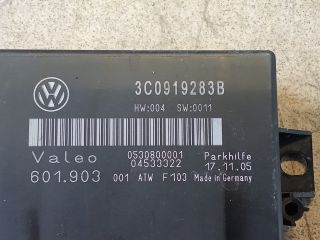 3C0919283B
HW:004 SW:0011
Valeo 0530800001 Parkhilfe
04533322 17.11.05
601.903 001 ATW F103 Made in Germany